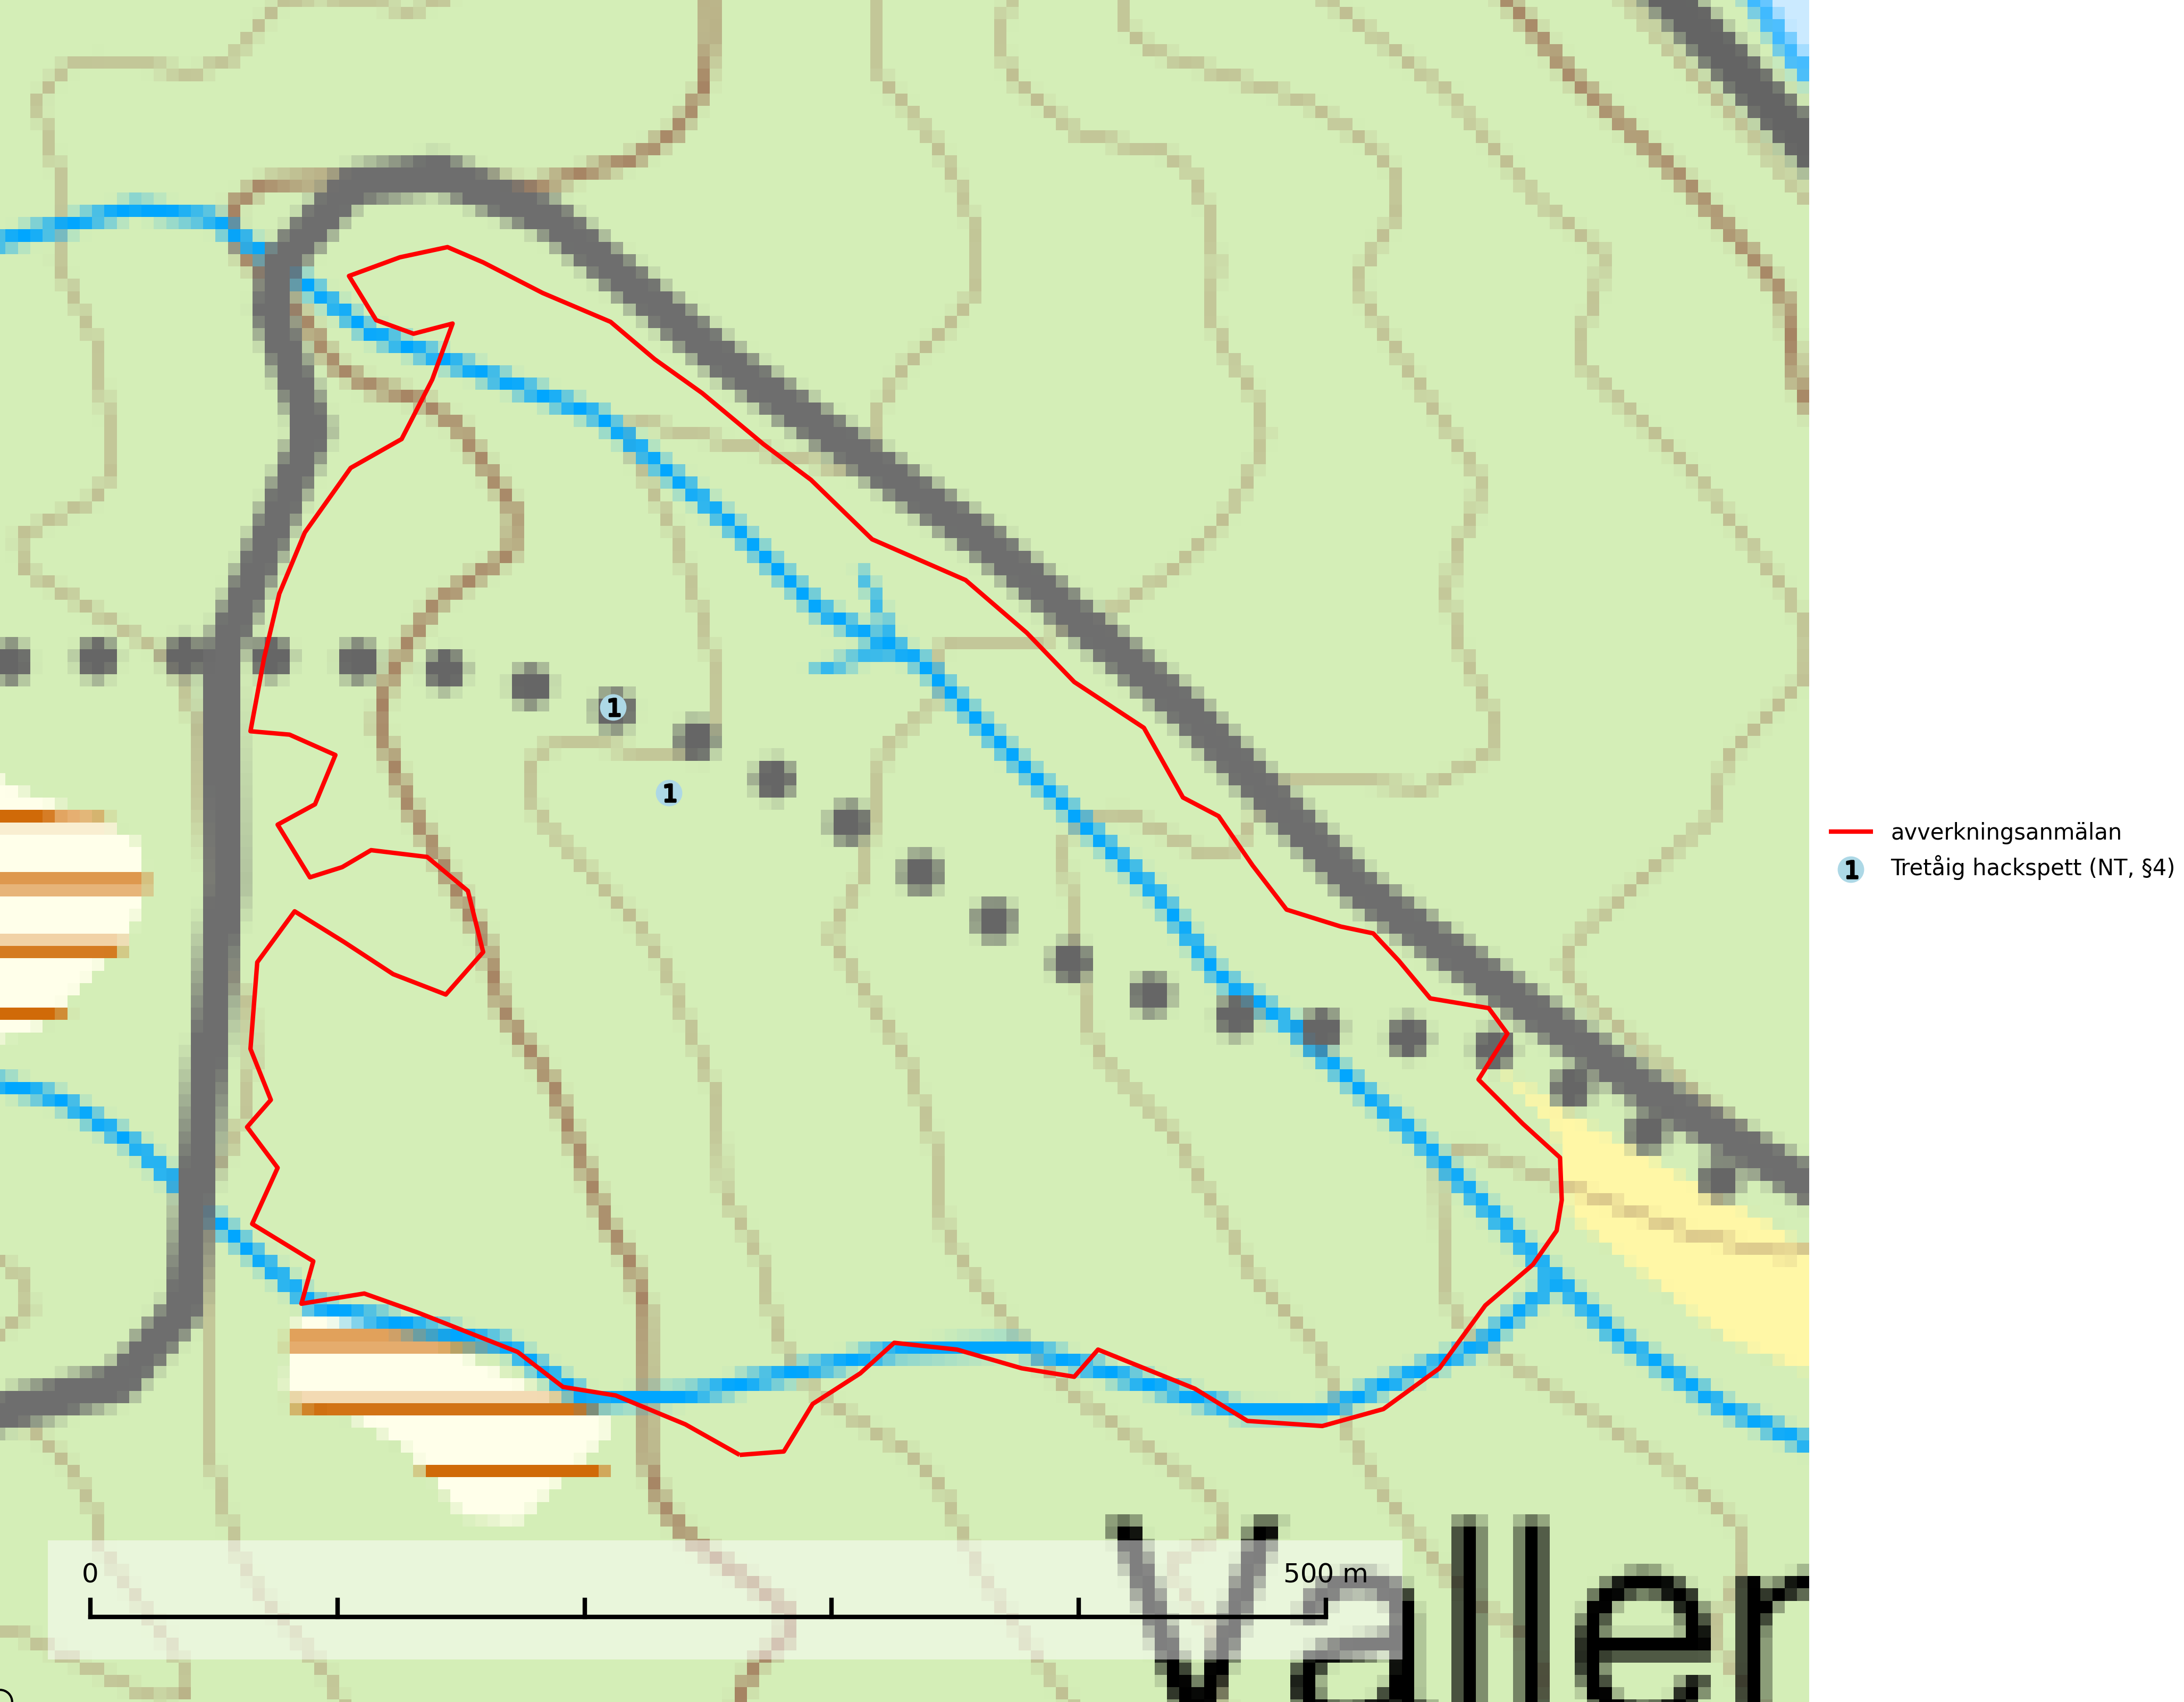 1
1
avverkningsanmälan
1 Tretåig hackspett (NT, §4)
0 500 m
Valler